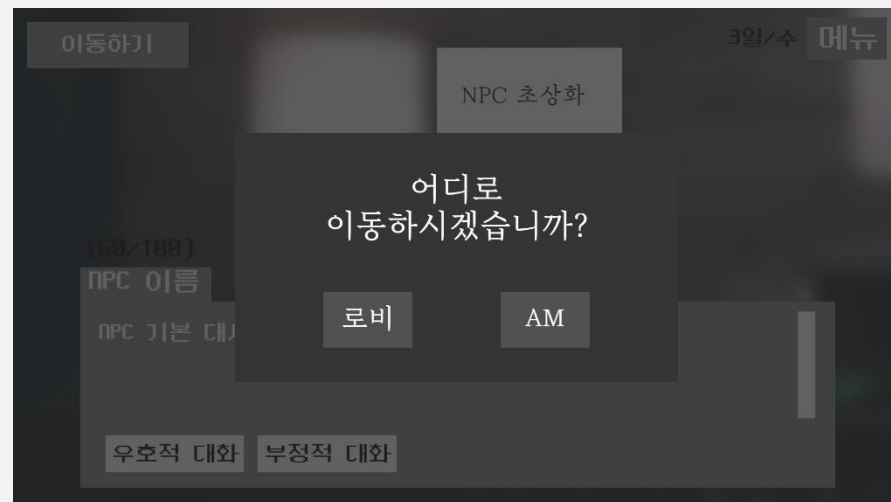 이동하기
3일/수 메뉴
NPC 초상화
어디로
이동하시겠습니까?
(60/100)
NPC 이름
로비 AM
NPC 기본
우호적 대화 부정적 대화